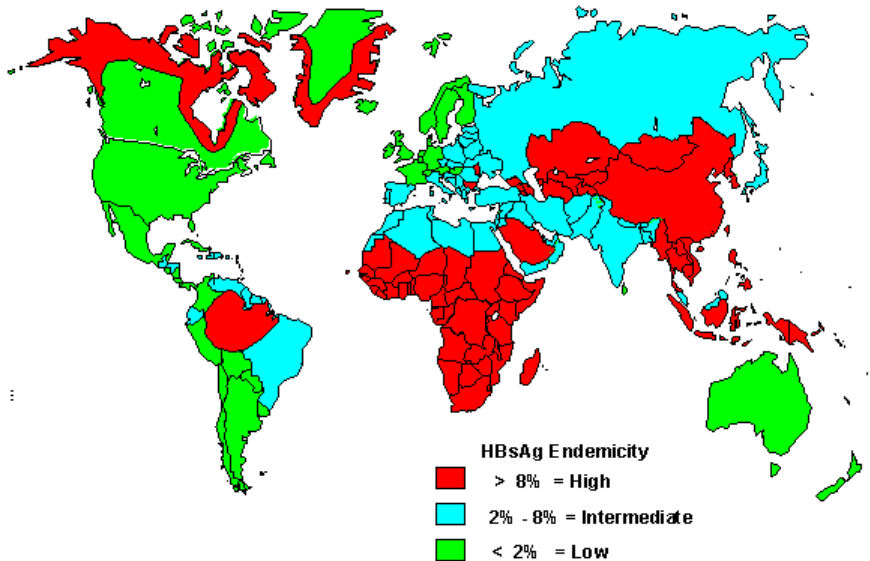 HBsAg Endemicity
> 8% = High
2% - 8% = Intermediate
< 2% = Low